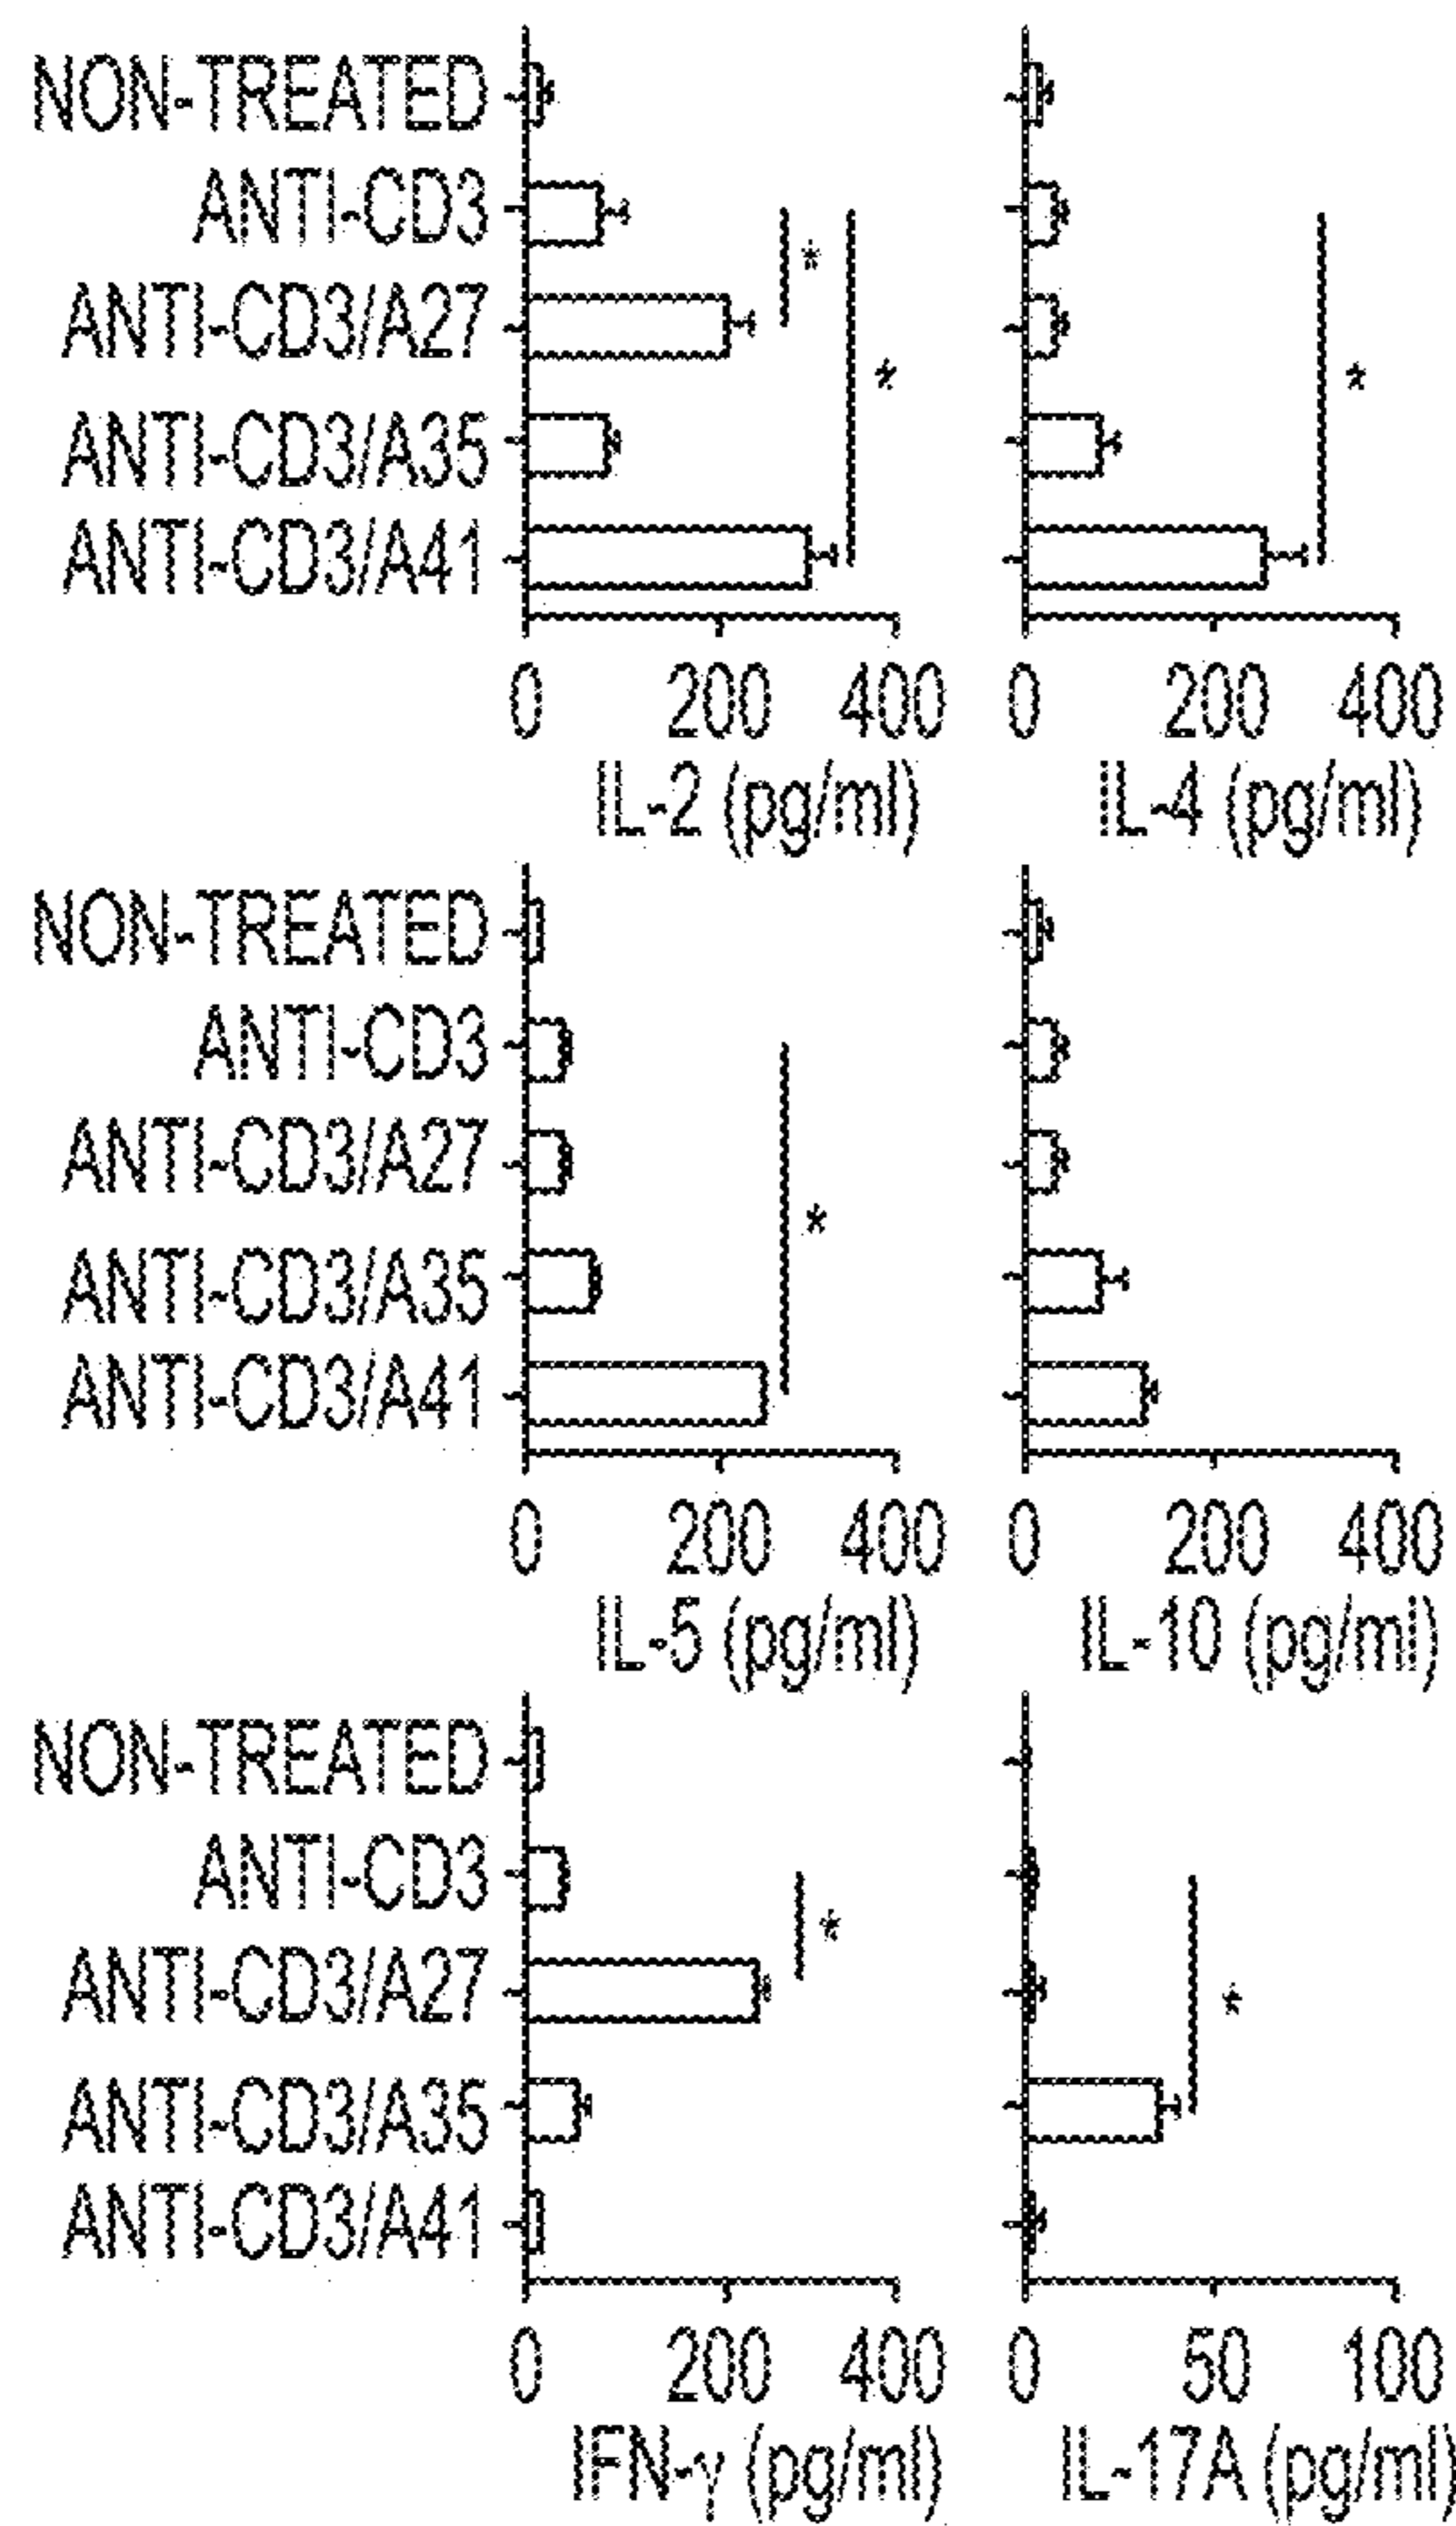 NON-TREATED
ANTI-CD3
ANTI-CD3/A27
ANTI-CD3/A35
ANTI-CD3/A41
*
*
*
0 200 400 0 200 400
IL-2 (pg/ml) IL-4 (pg/ml)
NON-TREATED
ANTI-CD3
ANTI-CD3/A27
ANTI-CD3/A35
ANTI-CD3/A41
*
0 200 400 0 200 400
IL-5 (pg/ml) IL-10 (pg/ml)
NON-TREATED
ANTI-CD3
ANTI-CD3/A27
ANTI-CD3/A35
ANTI-CD3/A41
*
*
0 200 400 0 50 100
IFN-γ (pg/ml) IL-17A (pg/ml)